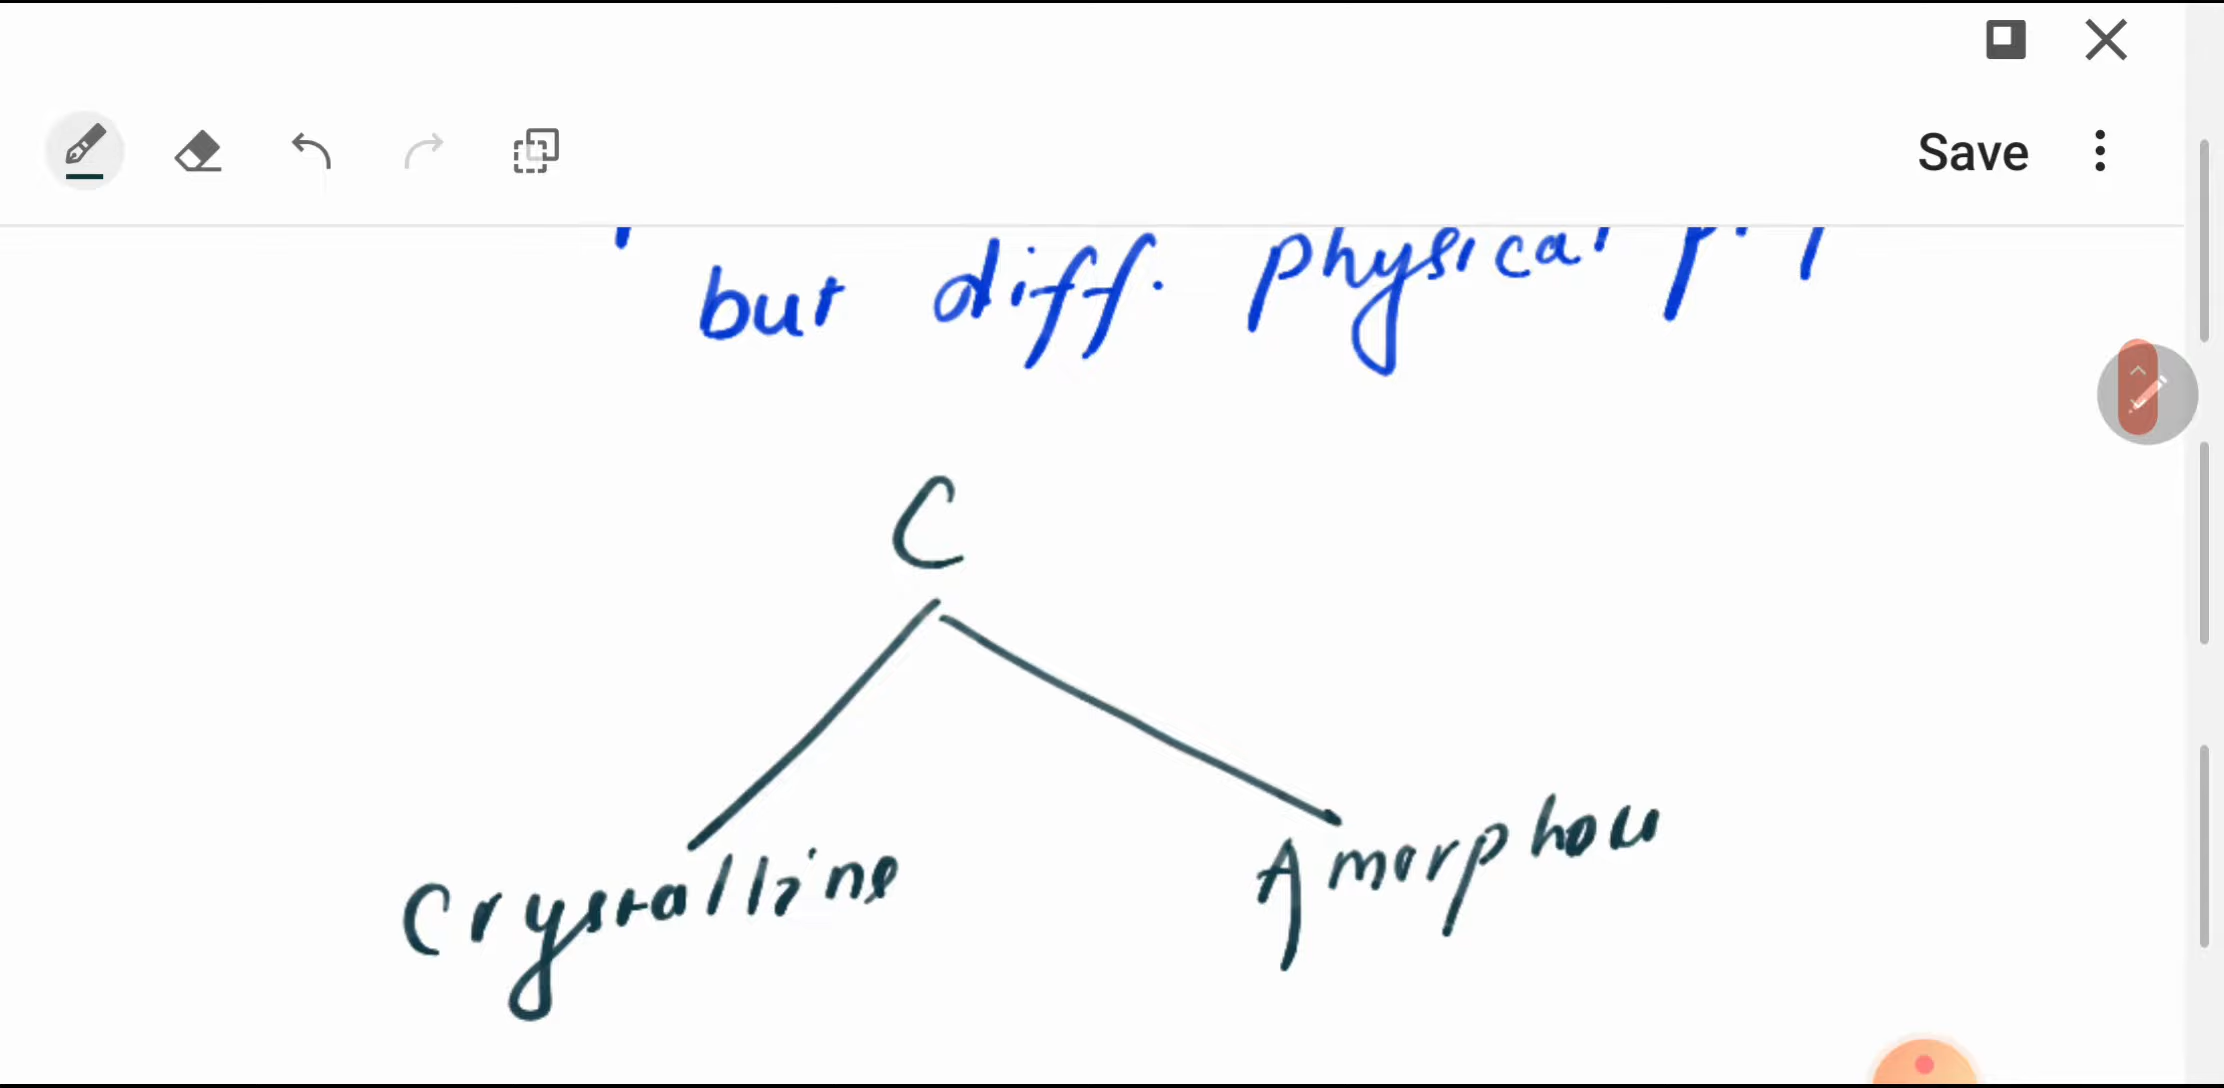 Save
but diff. physical
C
Crystalline
Amorphou